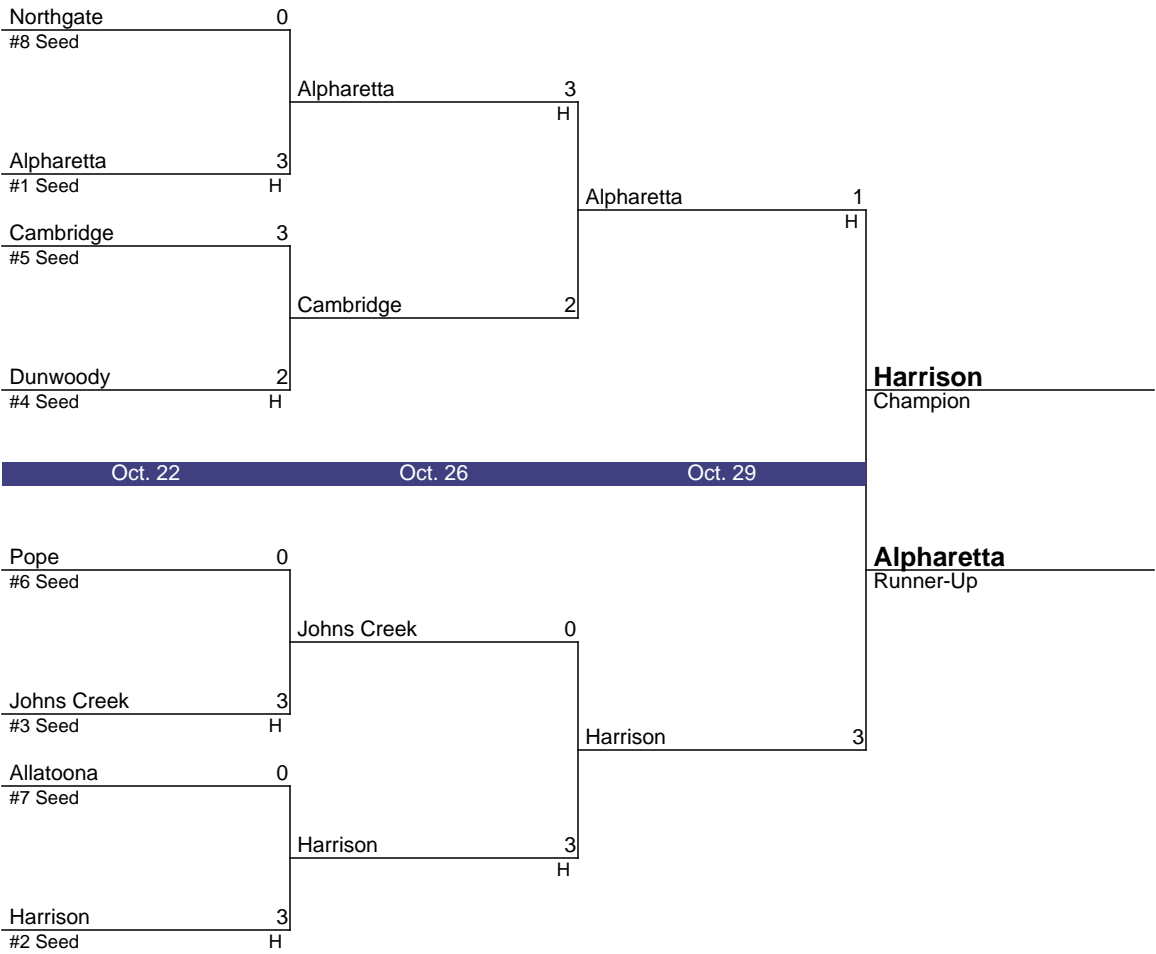 Northgate 0
#8 Seed
Alpharetta 3
H
Alpharetta 3
#1 Seed H
Alpharetta 1
H
Cambridge 3
#5 Seed
Cambridge 2
Dunwoody 2
#4 Seed H
Harrison
Champion
Oct. 22 Oct. 26 Oct. 29
Pope 0
#6 Seed
Alpharetta
Runner-Up
Johns Creek 0
Johns Creek 3
#3 Seed H
Harrison 3
Allatoona 0
#7 Seed
Harrison 3
H
Harrison 3
#2 Seed H